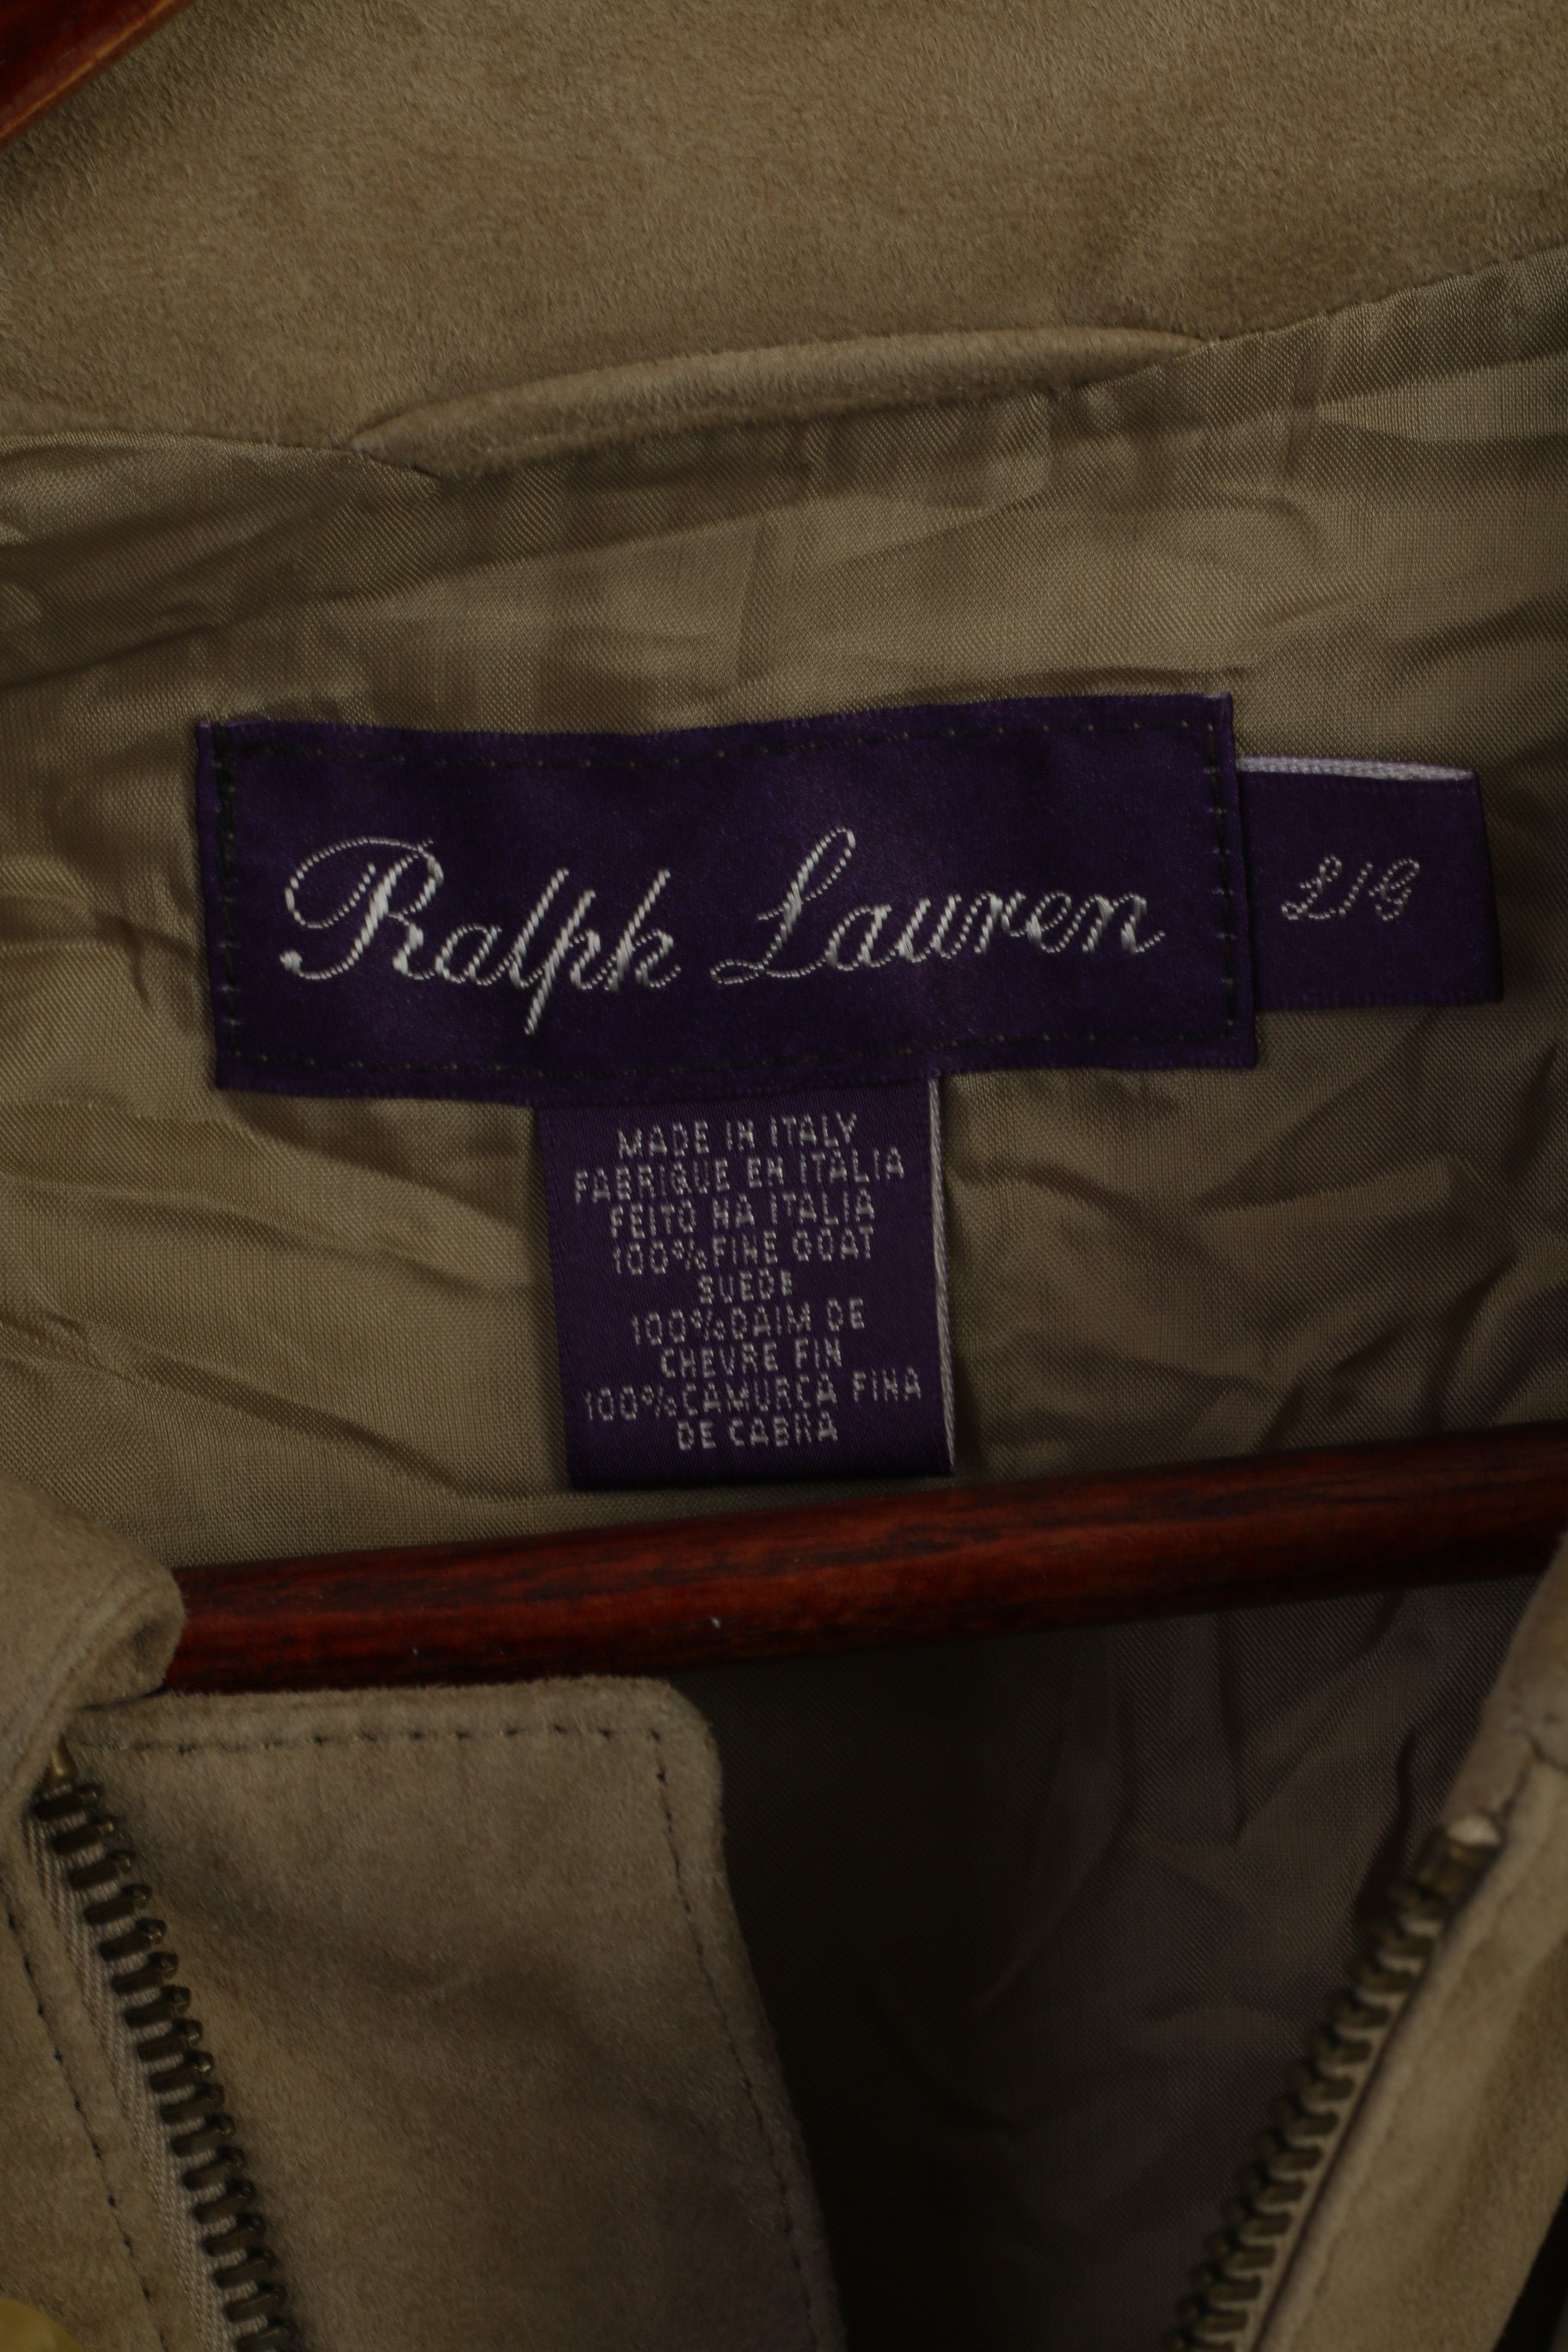 Ralph Lauren
L/G
MADE IN ITALY
FABRIQUE EN ITALIA
FEITO NA ITALIA
100% FINE GOAT
SUEDE
100% DAIM DE
CHEVRE FIN
100% CAMURCA FINA
DE CABRA